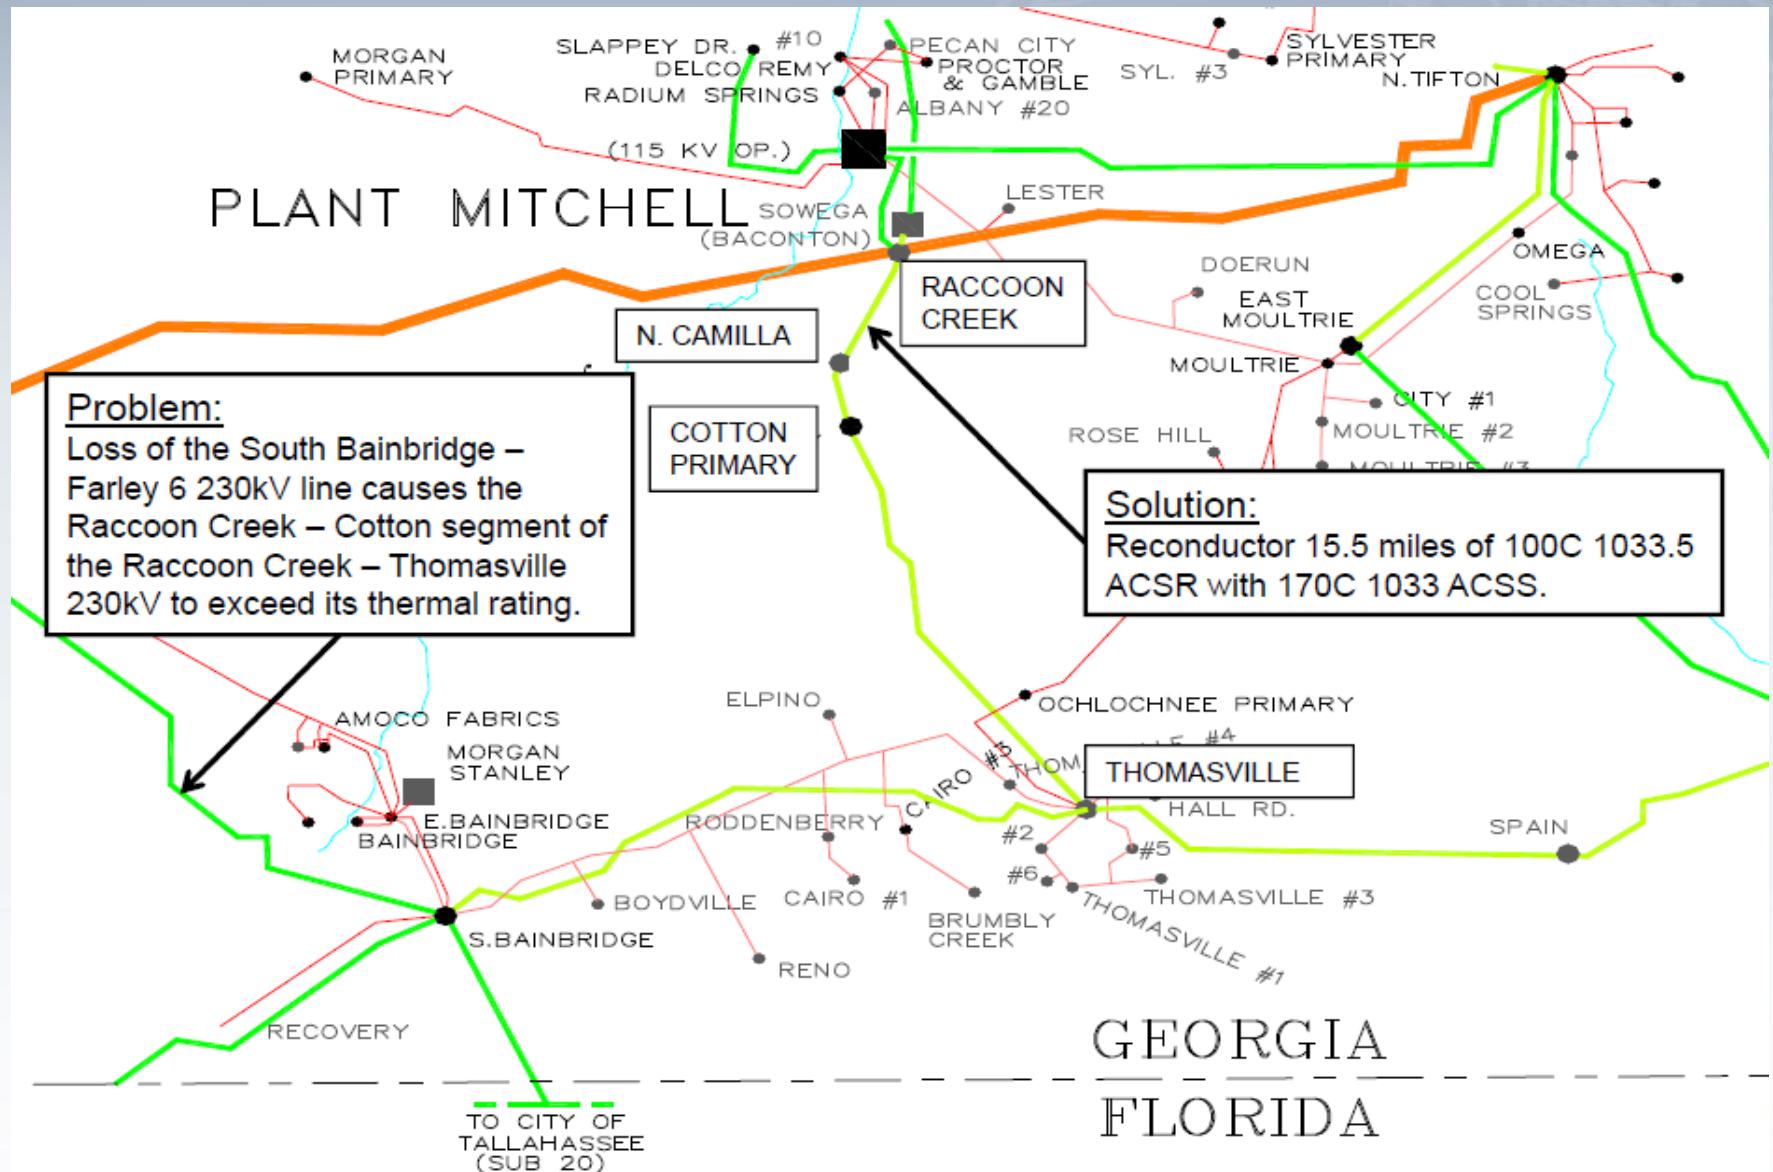 MORGAN
PRIMARY
SLAPPEY DR.
#10
DELCO REMY
RADIUM SPRINGS
PECAN CITY
PROCTOR
& GAMBLE
ALBANY #20
SYL. #3
SYLVESTER
PRIMARY
N.TIFTON
(115 KV OP.)
PLANT MITCHELL
SOWEGA
(BACONTON)
LESTER
RACCOON
CREEK
N. CAMILLA
DOERUN
EAST
MOULTRIE
OMEGA
COOL
SPRINGS
MOULTRIE
CITY #1
MOULTRIE #2
MOULTRIE #3
ROSE HILL
COTTON
PRIMARY
Problem:
Loss of the South Bainbridge –
Farley 6 230kV line causes the
Raccoon Creek – Cotton segment of
the Raccoon Creek – Thomasville
230kV to exceed its thermal rating.
Solution:
Reconductor 15.5 miles of 100C 1033.5
ACSR with 170C 1033 ACSS.
AMOCO FABRICS
MORGAN
STANLEY
E.BAINBRIDGE
BAINBRIDGE
ELPINO
OCHLOCHNEE PRIMARY
#4
THOMASVILLE
HALL RD.
CAIRO #3
RODDENBERRY
#2
#5
#6
SPAIN
BOYDVILLE
CAIRO #1
BRUMBLY
CREEK
THOMASVILLE #3
THOMASVILLE #1
S.BAINBRIDGE
RENO
RECOVERY
GEORGIA
FLORIDA
TO CITY OF
TALLAHASSEE
(SUB 20)